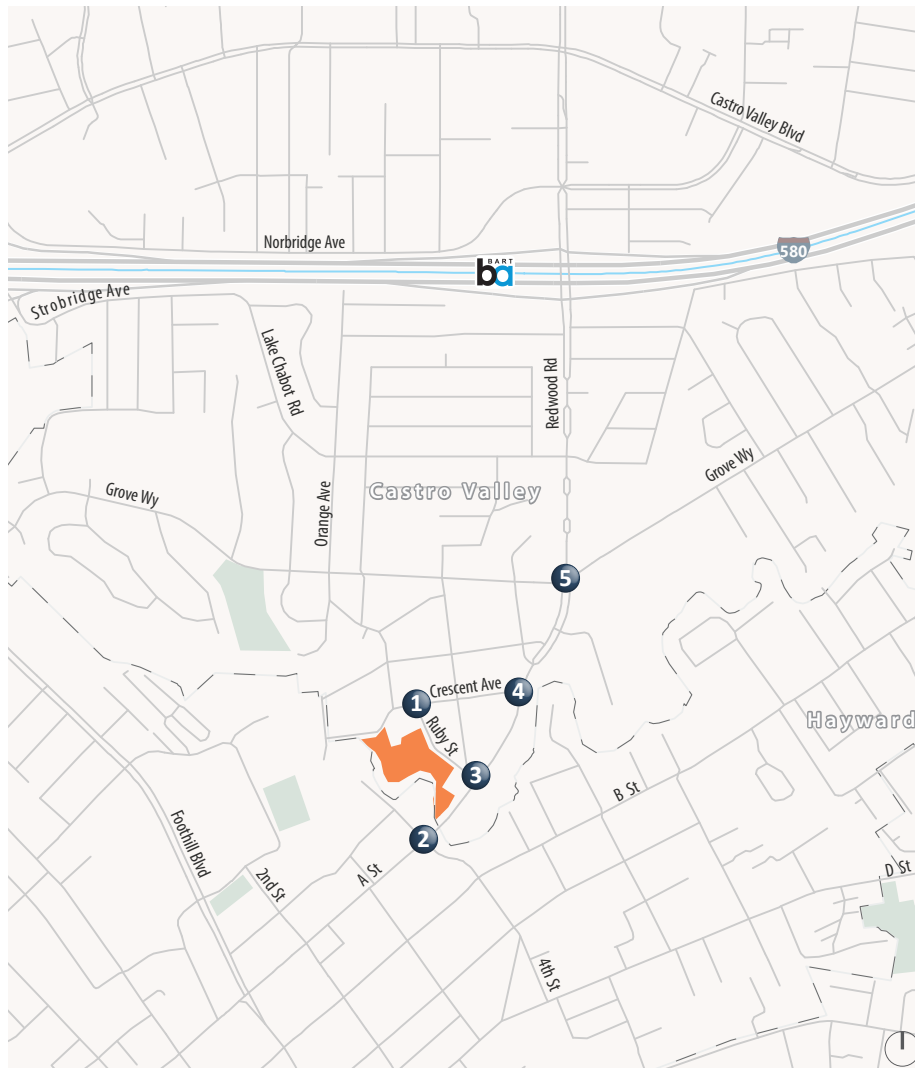 Castro Valley Blvd
Norbridge Ave
580
BART
ba
Strobridge Ave
Lake Chabot Rd
Redwood Rd
Grove Wy
Castro Valley
Grove Wy
Orange Ave
5
Crescent Ave
4
1
Ruby St
Hayward
3
B St
2
Foothill Blvd
A St
2nd St
D St
4th St